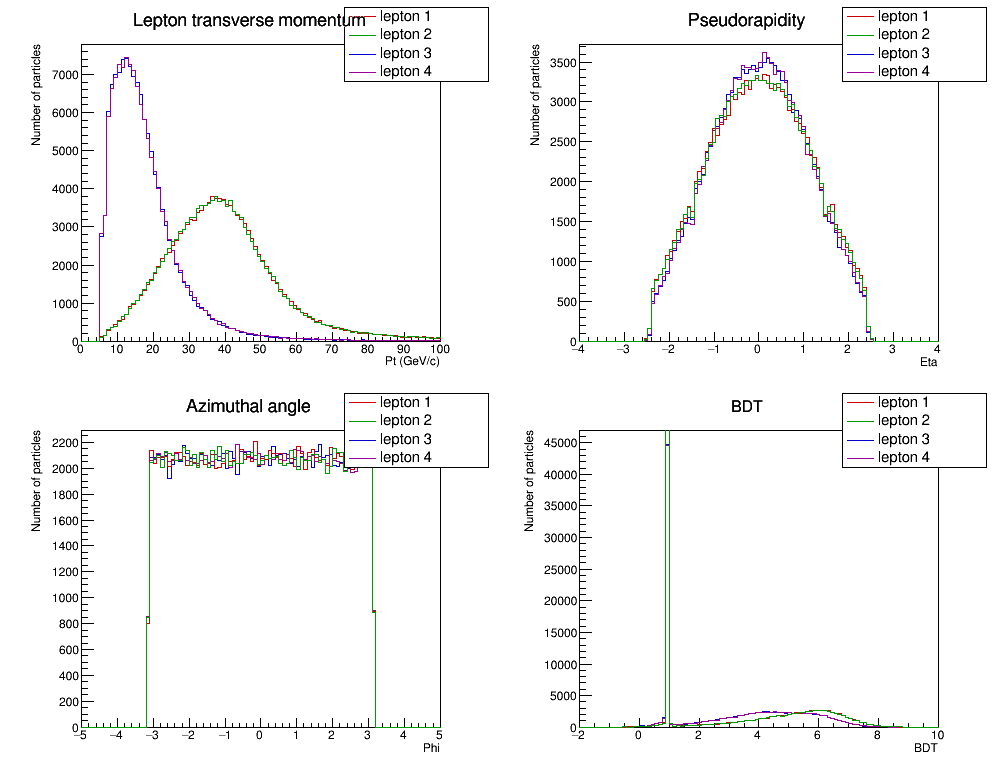 Lepton transverse momentum
lepton 1
lepton 2
lepton 3
lepton 4
Number of particles
7000
6000
5000
4000
3000
2000
1000
0
0 10 20 30 40 50 60 70 80 90 100
Pt (GeV/c)
Pseudorapidity
lepton 1
lepton 2
lepton 3
lepton 4
Number of particles
3500
3000
2500
2000
1500
1000
500
0
−4 −3 −2 −1 0 1 2 3 4
Eta
Azimuthal angle
lepton 1
lepton 2
lepton 3
lepton 4
Number of particles
2200
2000
1800
1600
1400
1200
1000
800
600
400
200
0
−5 −4 −3 −2 −1 0 1 2 3 4 5
Phi
BDT
lepton 1
lepton 2
lepton 3
lepton 4
Number of particles
45000
40000
35000
30000
25000
20000
15000
10000
5000
0
−2 0 2 4 6 8 10
BDT